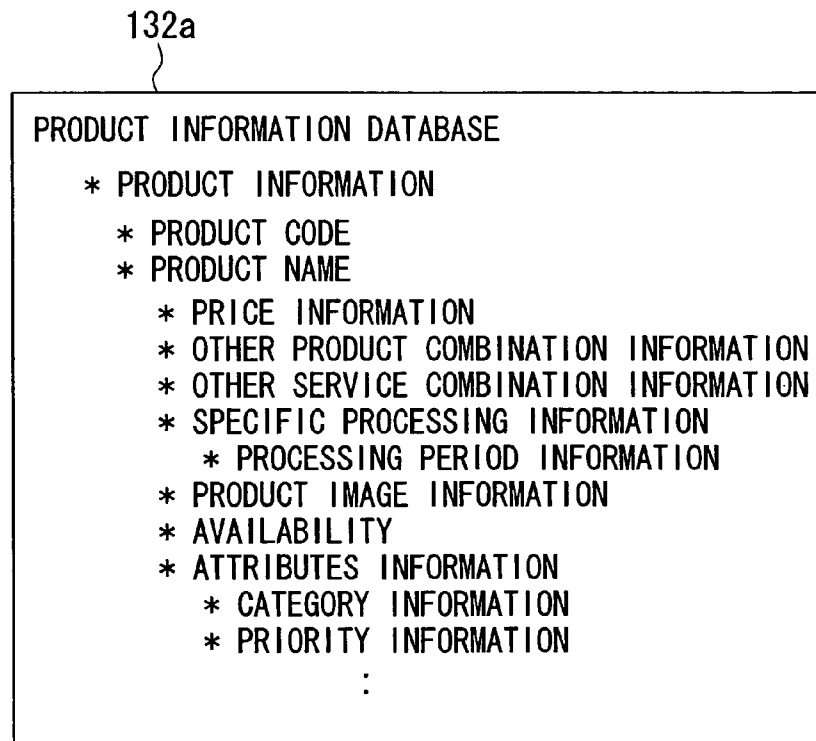 132a
PRODUCT INFORMATION DATABASE
* PRODUCT INFORMATION
* PRODUCT CODE
* PRODUCT NAME
* PRICE INFORMATION
* OTHER PRODUCT COMBINATION INFORMATION
* OTHER SERVICE COMBINATION INFORMATION
* SPECIFIC PROCESSING INFORMATION
* PROCESSING PERIOD INFORMATION
* PRODUCT IMAGE INFORMATION
* AVAILABILITY
* ATTRIBUTES INFORMATION
* CATEGORY INFORMATION
* PRIORITY INFORMATION
: